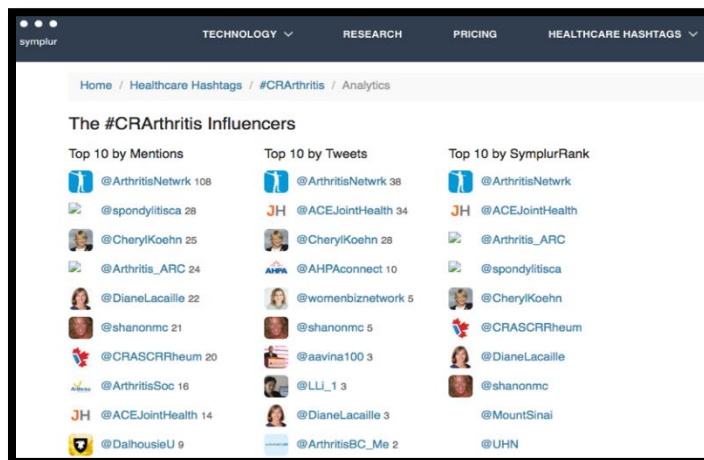 symplur
TECHNOLOGY RESEARCH PRICING HEALTHCARE HASHTAGS
Home / Healthcare Hashtags / #CRArthritis / Analytics
The #CRArthritis Influencers
Top 10 by Mentions
@ArthritisNetwrk 108
@spondylitisca 28
@CherylKoehn 25
@Arthritis_ARC 24
@DianeLacaille 22
@shanonmc 21
@CRASCRRheum 20
@ArthritisSoc 16
JH @ACEJointHealth 14
@DalhousieU 9
Top 10 by Tweets
@ArthritisNetwrk 38
JH @ACEJointHealth 34
@CherylKoehn 28
AHPA @AHPAconnect 10
@womenbiznetwork 5
@shanonmc 5
@aavina100 3
@LLi_1 3
@DianeLacaille 3
@ArthritisBC_Me 2
Top 10 by SymplurRank
@ArthritisNetwrk
JH @ACEJointHealth
@Arthritis_ARC
@spondylitisca
@CherylKoehn
@CRASCRRheum
@DianeLacaille
@shanonmc
@MountSinai
@UHN